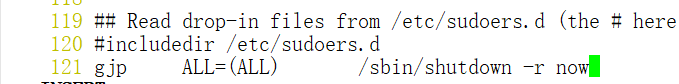 119 ## Read drop-in files from /etc/sudoers.d (the # here
120 #includedir /etc/sudoers.d
121 gjp     ALL=(ALL)       /sbin/shutdown -r now